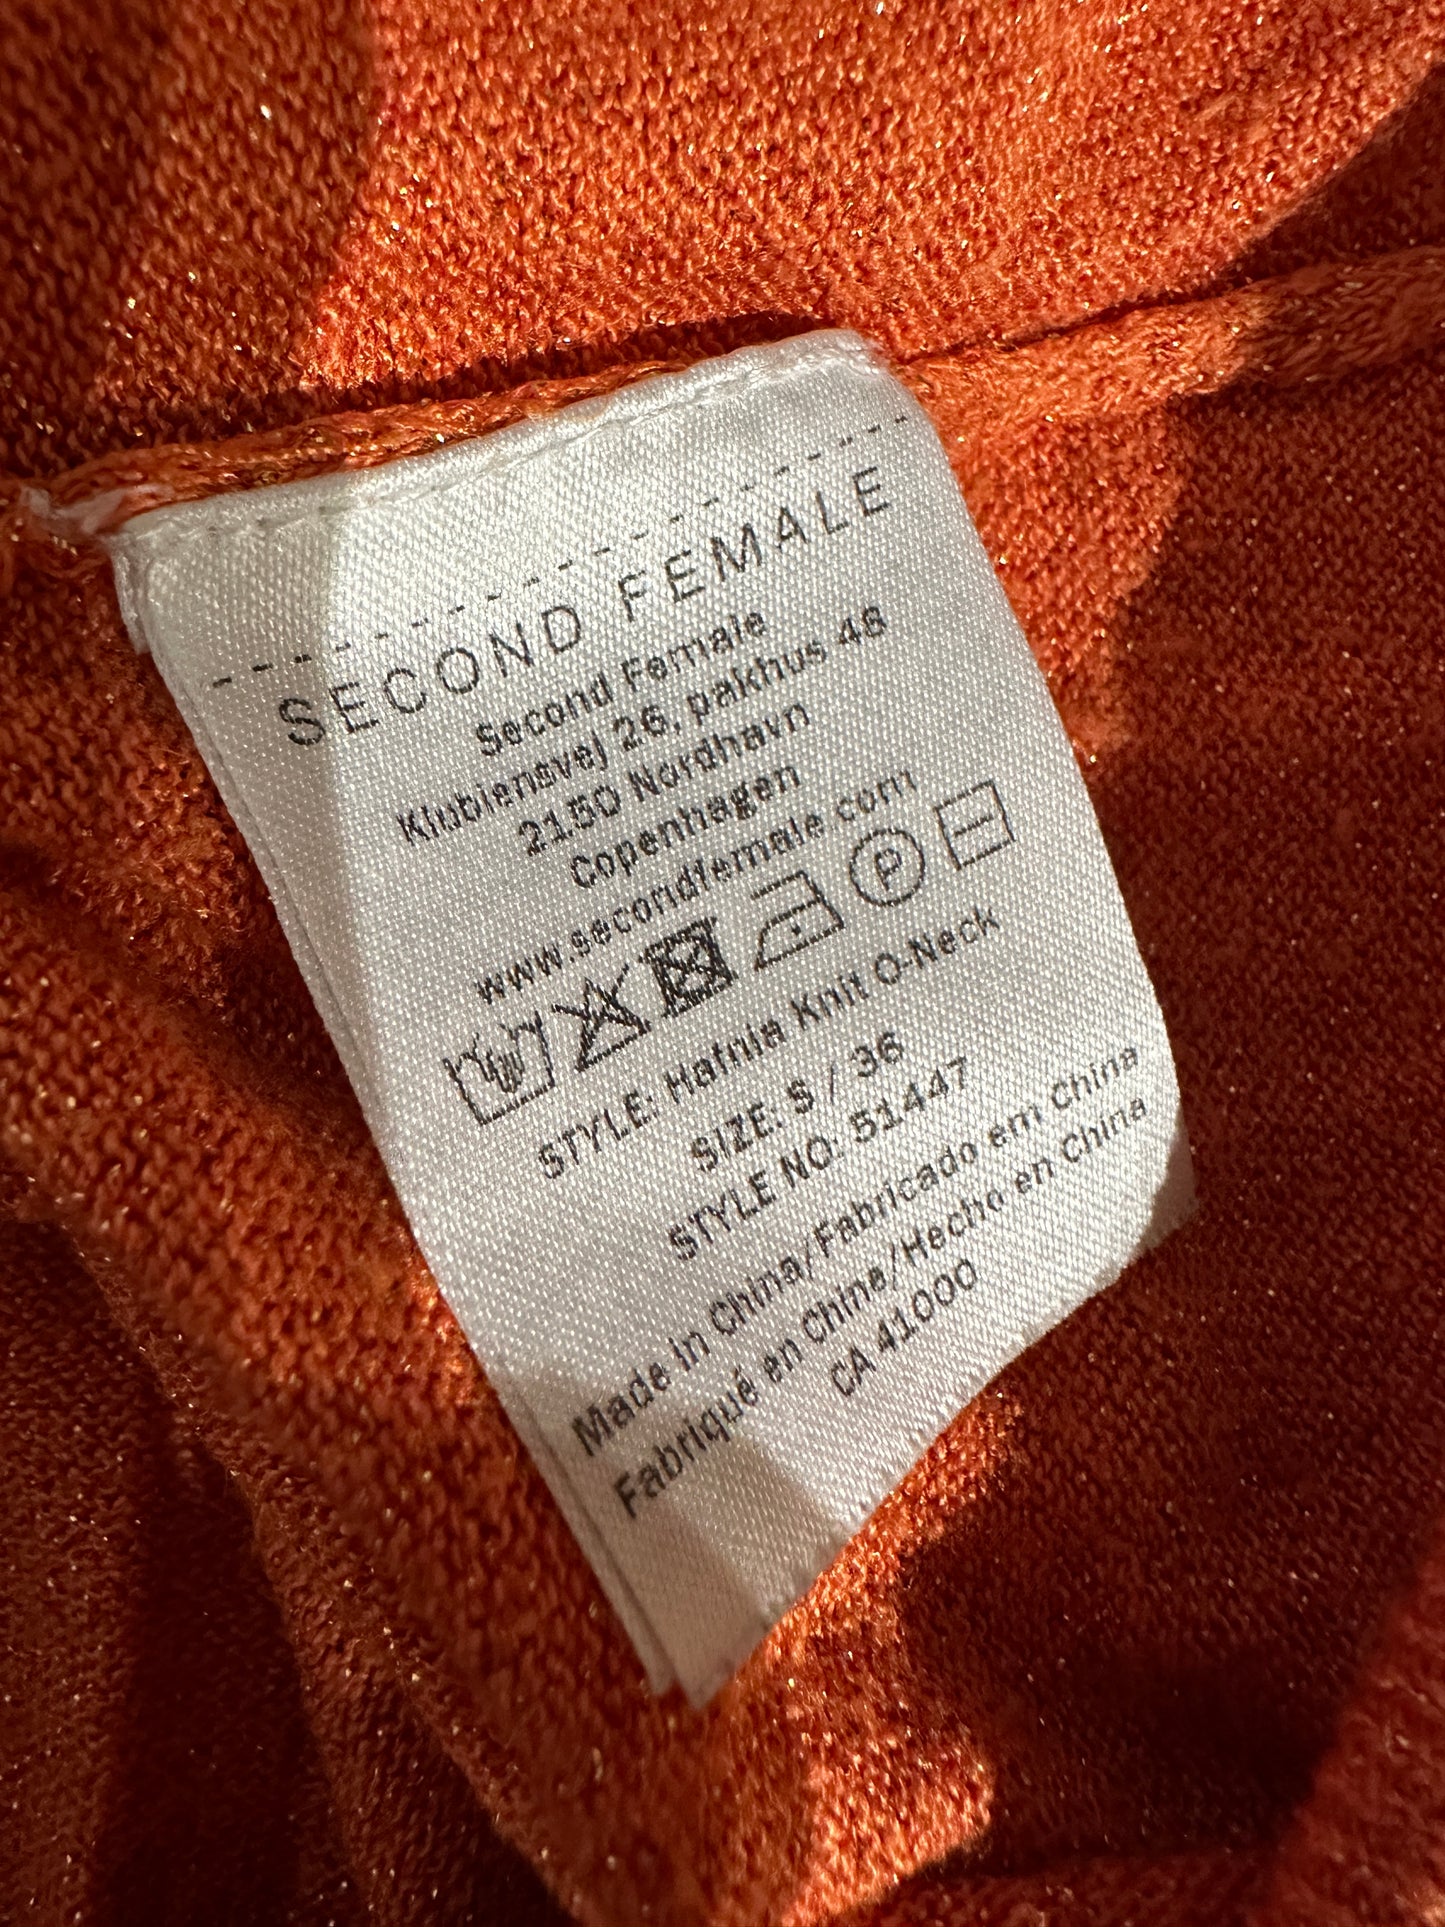 SECOND FEMALE
Second Female
Klubiensvej 26, pakhus 48
2150 Nordhavn
Copenhagen
www.secondfemale.com
P
STYLE: Hafnia Knit O-Neck
SIZE: S / 36
STYLE NO: 51447
Made in China/Fabricado em China
Fabriqué en Chine/Hecho en China
CA 41000